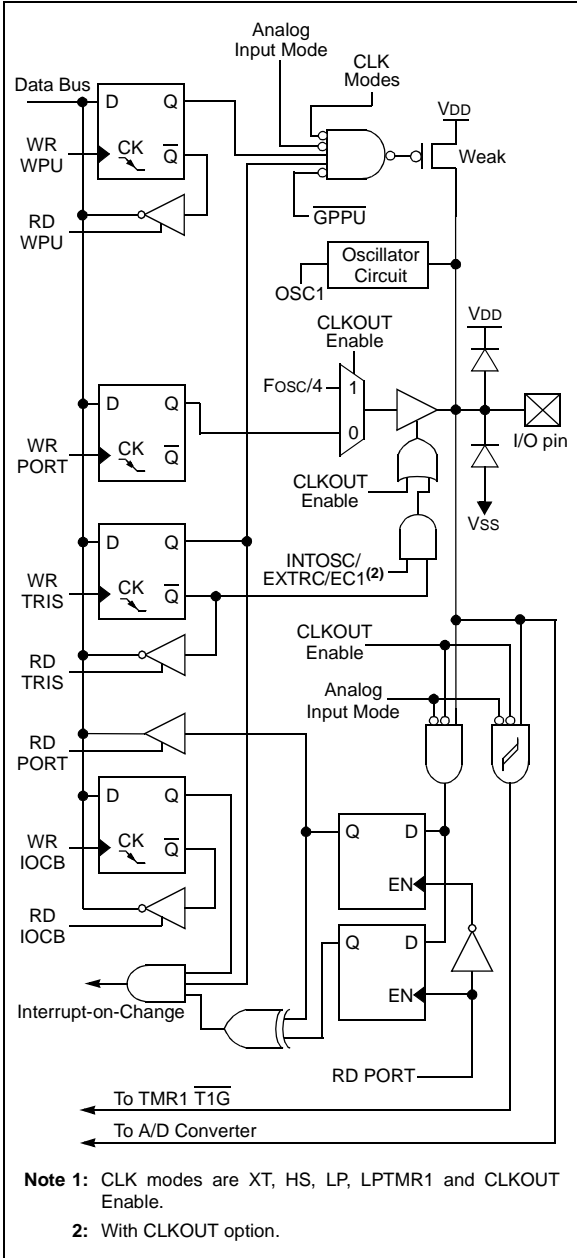 Analog
Input Mode
CLK
Modes
Data Bus
D Q
VDD
WR
WPU
CK Q
Weak
RD
WPU
GPPU
Oscillator
Circuit
OSC1
CLKOUT
Enable
VDD
FOSC/4
1
D Q
0
I/O pin
WR
PORT
CK Q
CLKOUT
Enable
VSS
D Q
WR
TRIS
CK Q
INTOSC/
EXTRC/EC1(2)
RD
TRIS
CLKOUT
Enable
Analog
Input Mode
RD
PORT
D Q
Q D
WR
IOCB
CK Q
EN
RD
IOCB
Q D
EN
Interrupt-on-Change
RD PORT
To TMR1 T1G
To A/D Converter
Note 1: CLK modes are XT, HS, LP, LPTMR1 and CLKOUT
Enable.
2: With CLKOUT option.